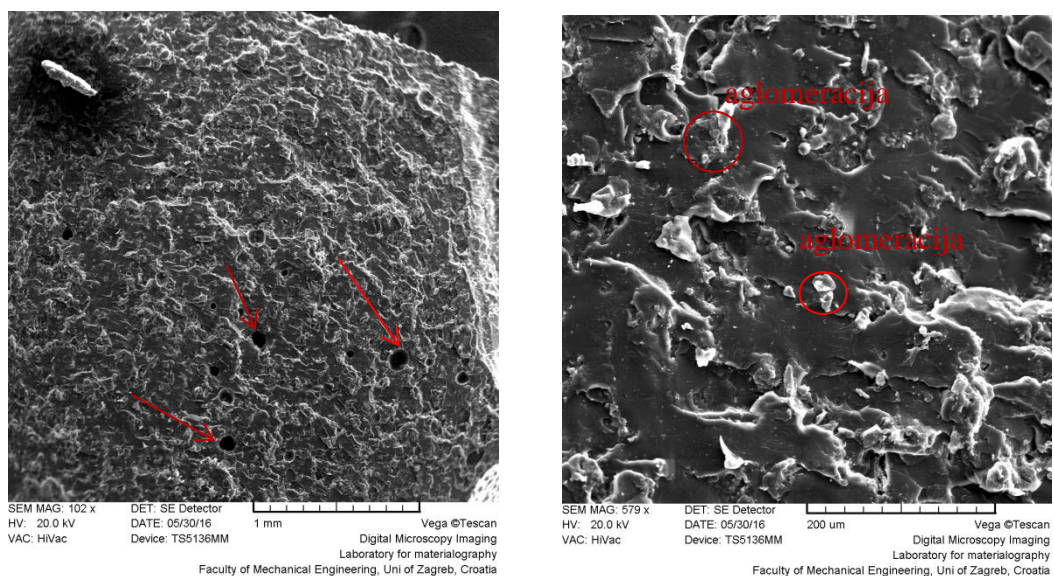 SEM MAG: 102 x DET: SE Detector
HV: 20.0 kV DATE: 05/30/16 1 mm Vega ©Tescan
VAC: HiVac Device: TS5136MM Digital Microscopy Imaging
Laboratory for materialography
Faculty of Mechanical Engineering, Uni of Zagreb, Croatia
aglomeracija
aglomeracija
SEM MAG: 579 x DET: SE Detector
HV: 20.0 kV DATE: 05/30/16 200 um Vega ©Tescan
VAC: HiVac Device: TS5136MM Digital Microscopy Imaging
Laboratory for materialography
Faculty of Mechanical Engineering, Uni of Zagreb, Croatia